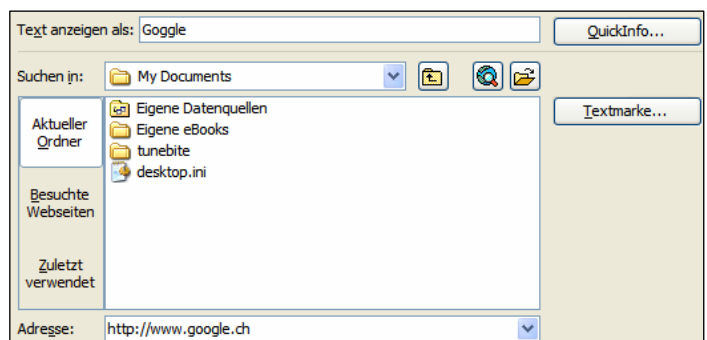 Text anzeigen als: Goggle
QuickInfo...
Suchen in: My Documents
Textmarke...
Aktueller
Ordner
Eigene Datenquellen
Eigene eBooks
tunebite
desktop.ini
Besuchte
Webseiten
Zuletzt
verwendet
Adresse: http://www.google.ch